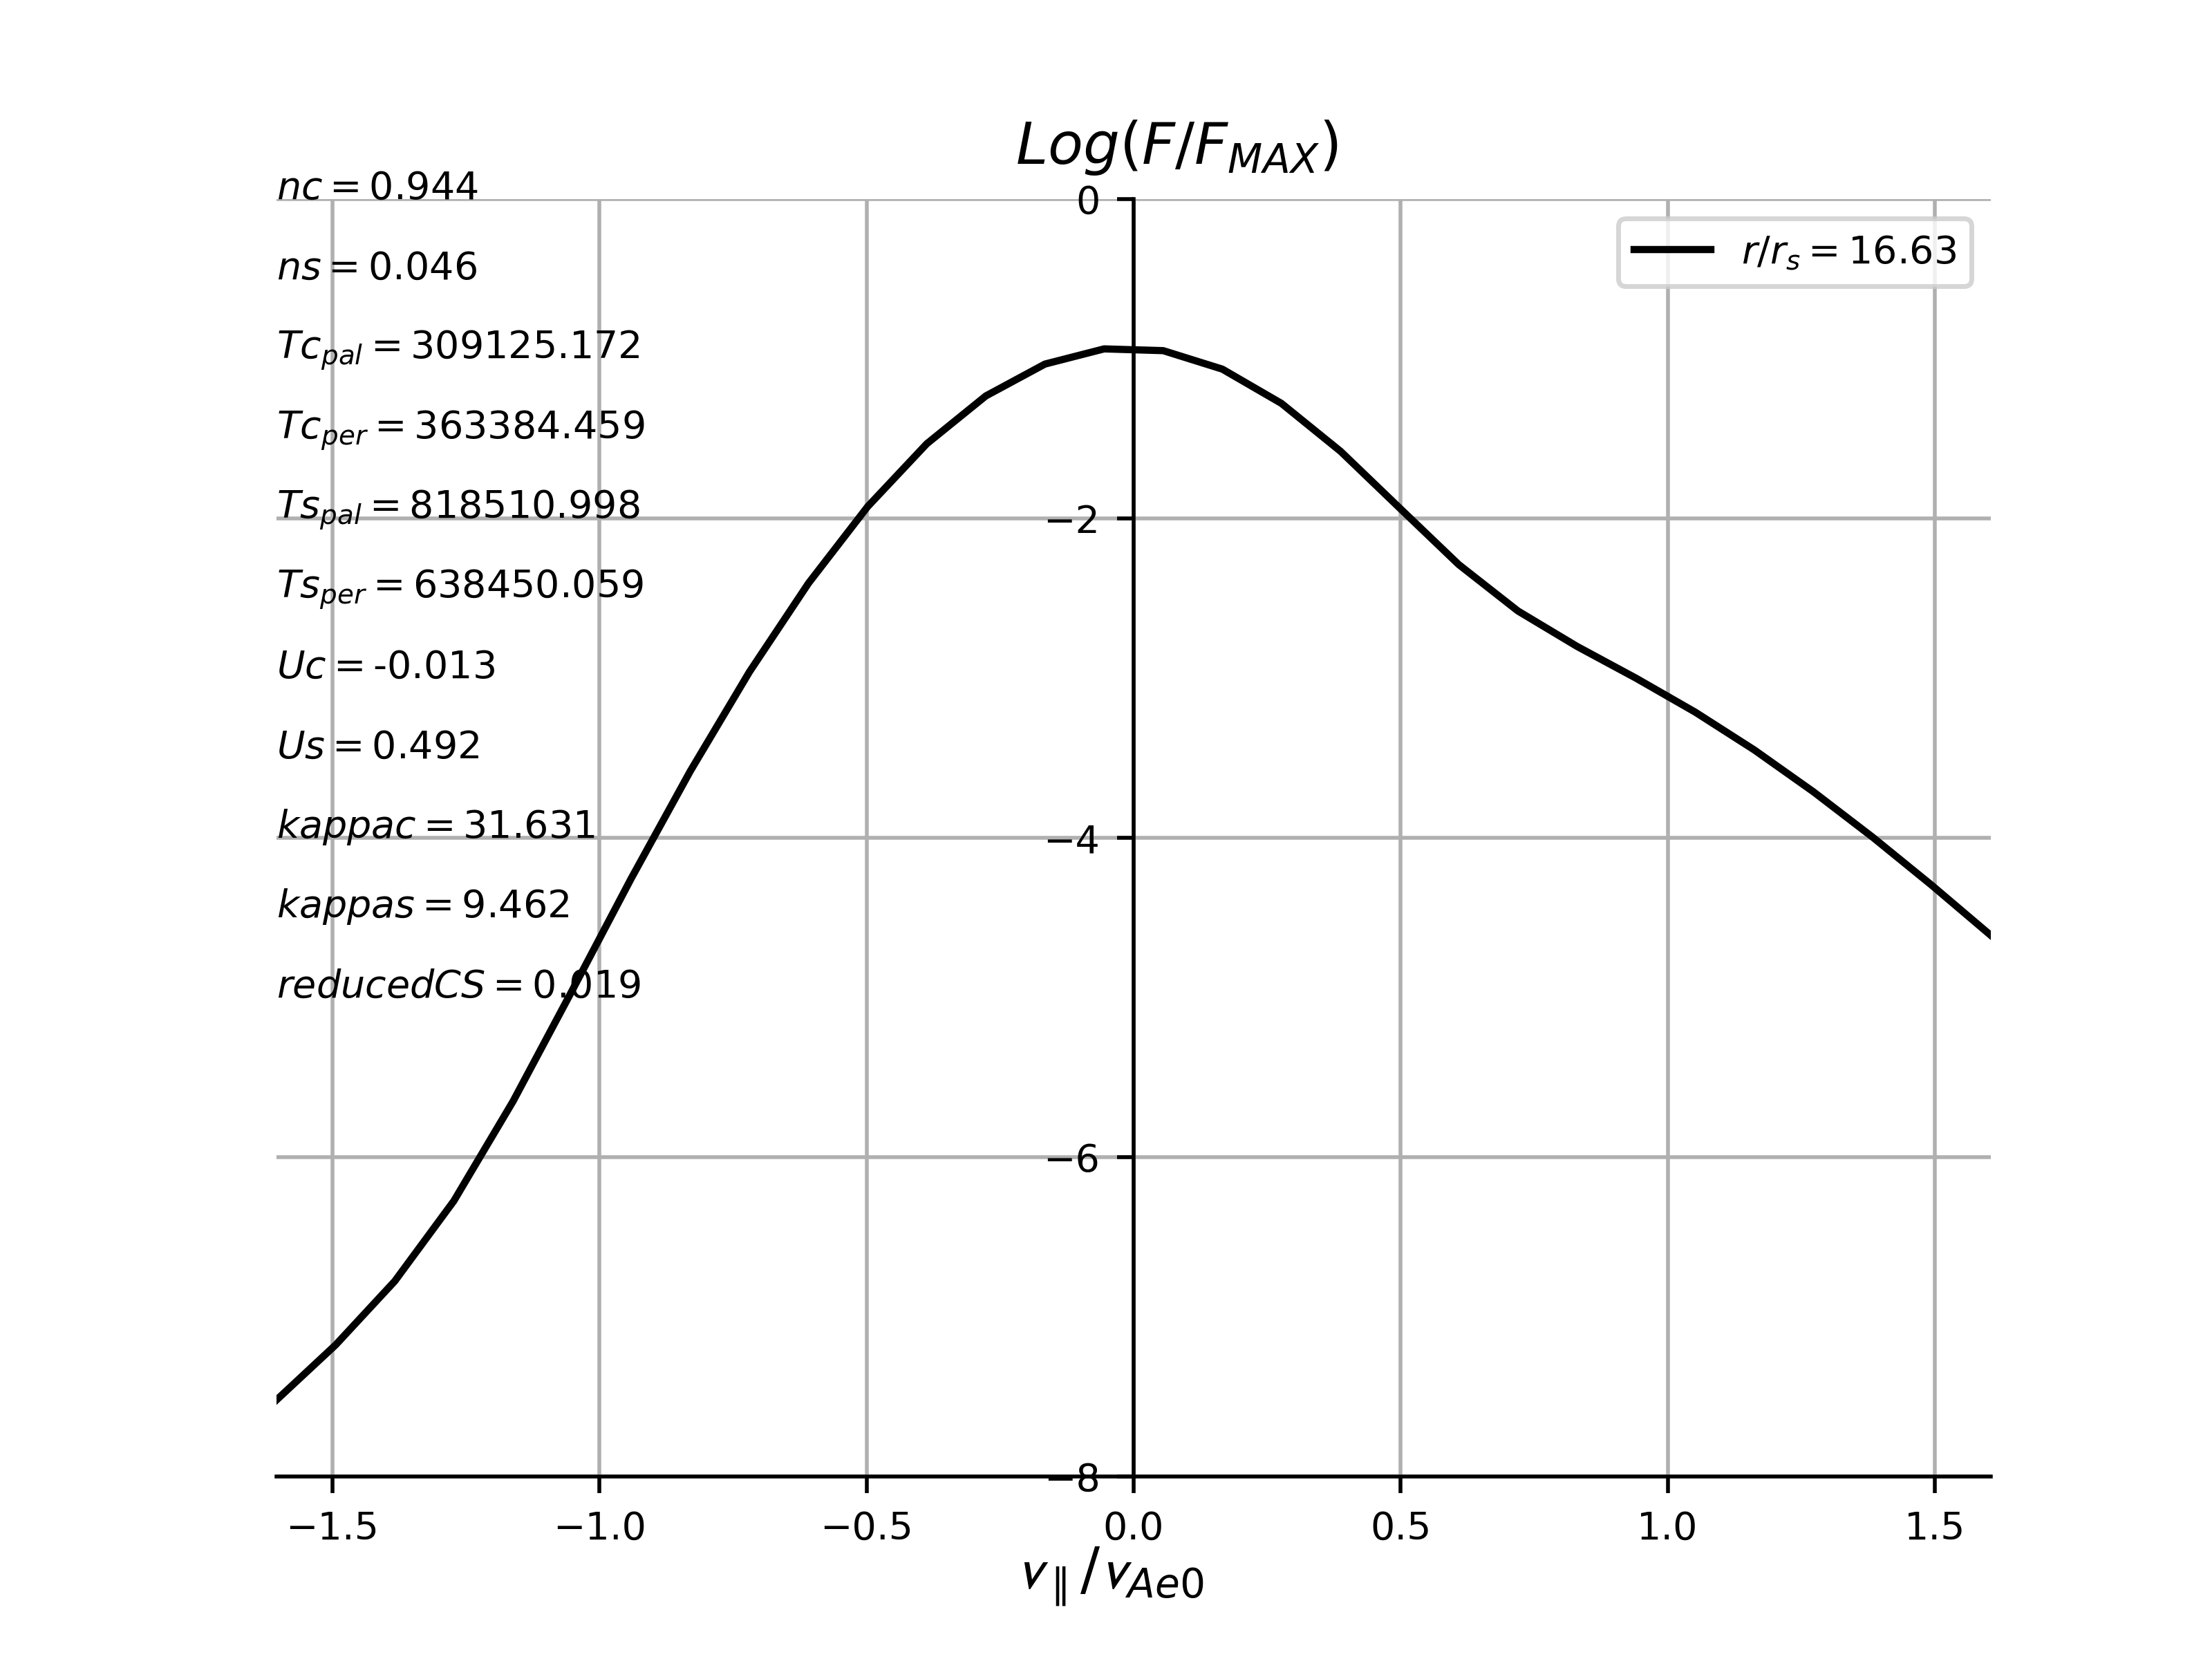 Log(F/F_MAX)
nc = 0.944
ns = 0.046
Tc_pal = 309125.172
Tc_per = 363384.459
Ts_pal = 818510.998
Ts_per = 638450.059
Uc = -0.013
Us = 0.492
kappac = 31.631
kappas = 9.462
reducedCS = 0.019
r/r_s = 16.63
0
−2
−4
−6
−8
−1.5 −1.0 −0.5 0.0 0.5 1.0 1.5
v_∥/v_Ae0